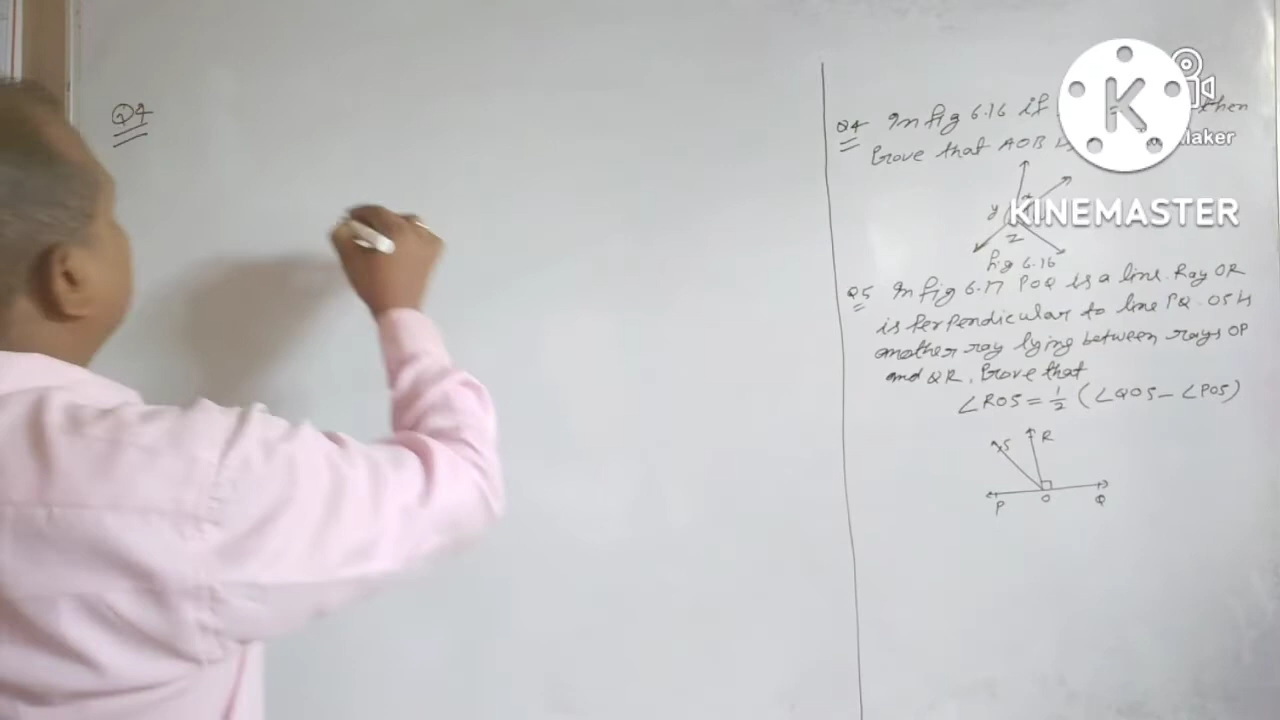 Q4
Q4 In fig 6.16 if then
Prove that AOB
y x
z
fig 6.16
Q5 In fig 6.17 POQ is a line. Ray OR
is perpendicular to line PQ. OS is
another ray lying between rays OP
and QR. Prove that
∠ROS = 1/2 (∠QOS - ∠POS)
S R
P O Q
K
KINEMASTER